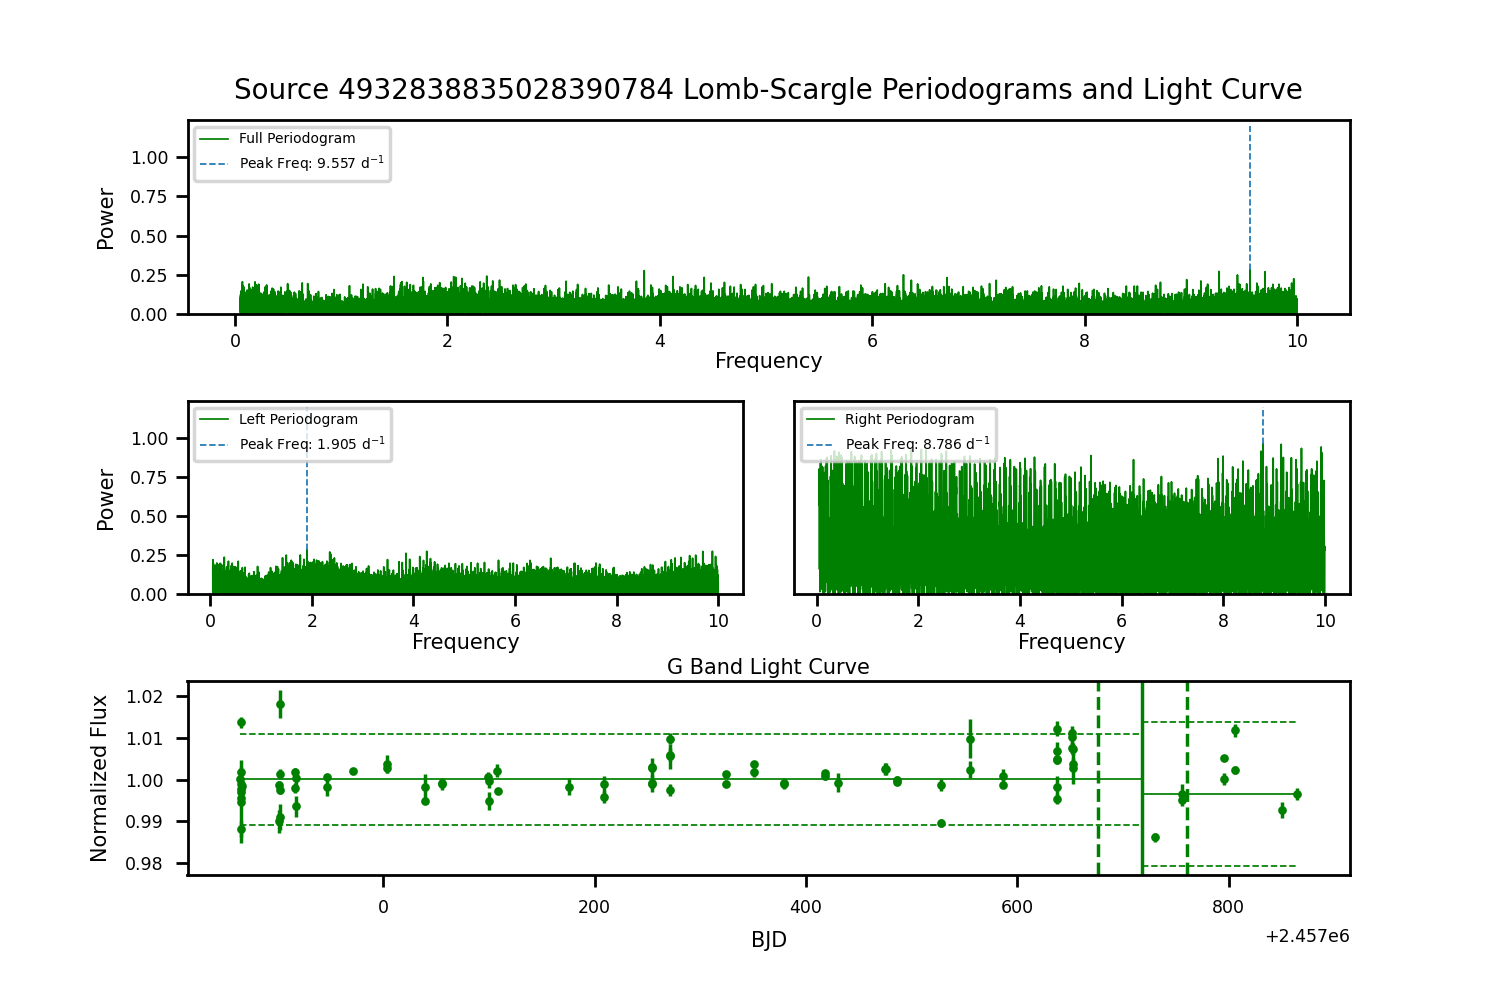 Source 4932838835028390784 Lomb-Scargle Periodograms and Light Curve
Full Periodogram
Peak Freq: 9.557 d⁻¹
Power
1.00
0.75
0.50
0.25
0.00
0 2 4 6 8 10
Frequency
Left Periodogram
Peak Freq: 1.905 d⁻¹
Power
1.00
0.75
0.50
0.25
0.00
0 2 4 6 8 10
Frequency
Right Periodogram
Peak Freq: 8.786 d⁻¹
0 2 4 6 8 10
Frequency
G Band Light Curve
Normalized Flux
1.02
1.01
1.00
0.99
0.98
0 200 400 600 800
BJD
+2.457e6